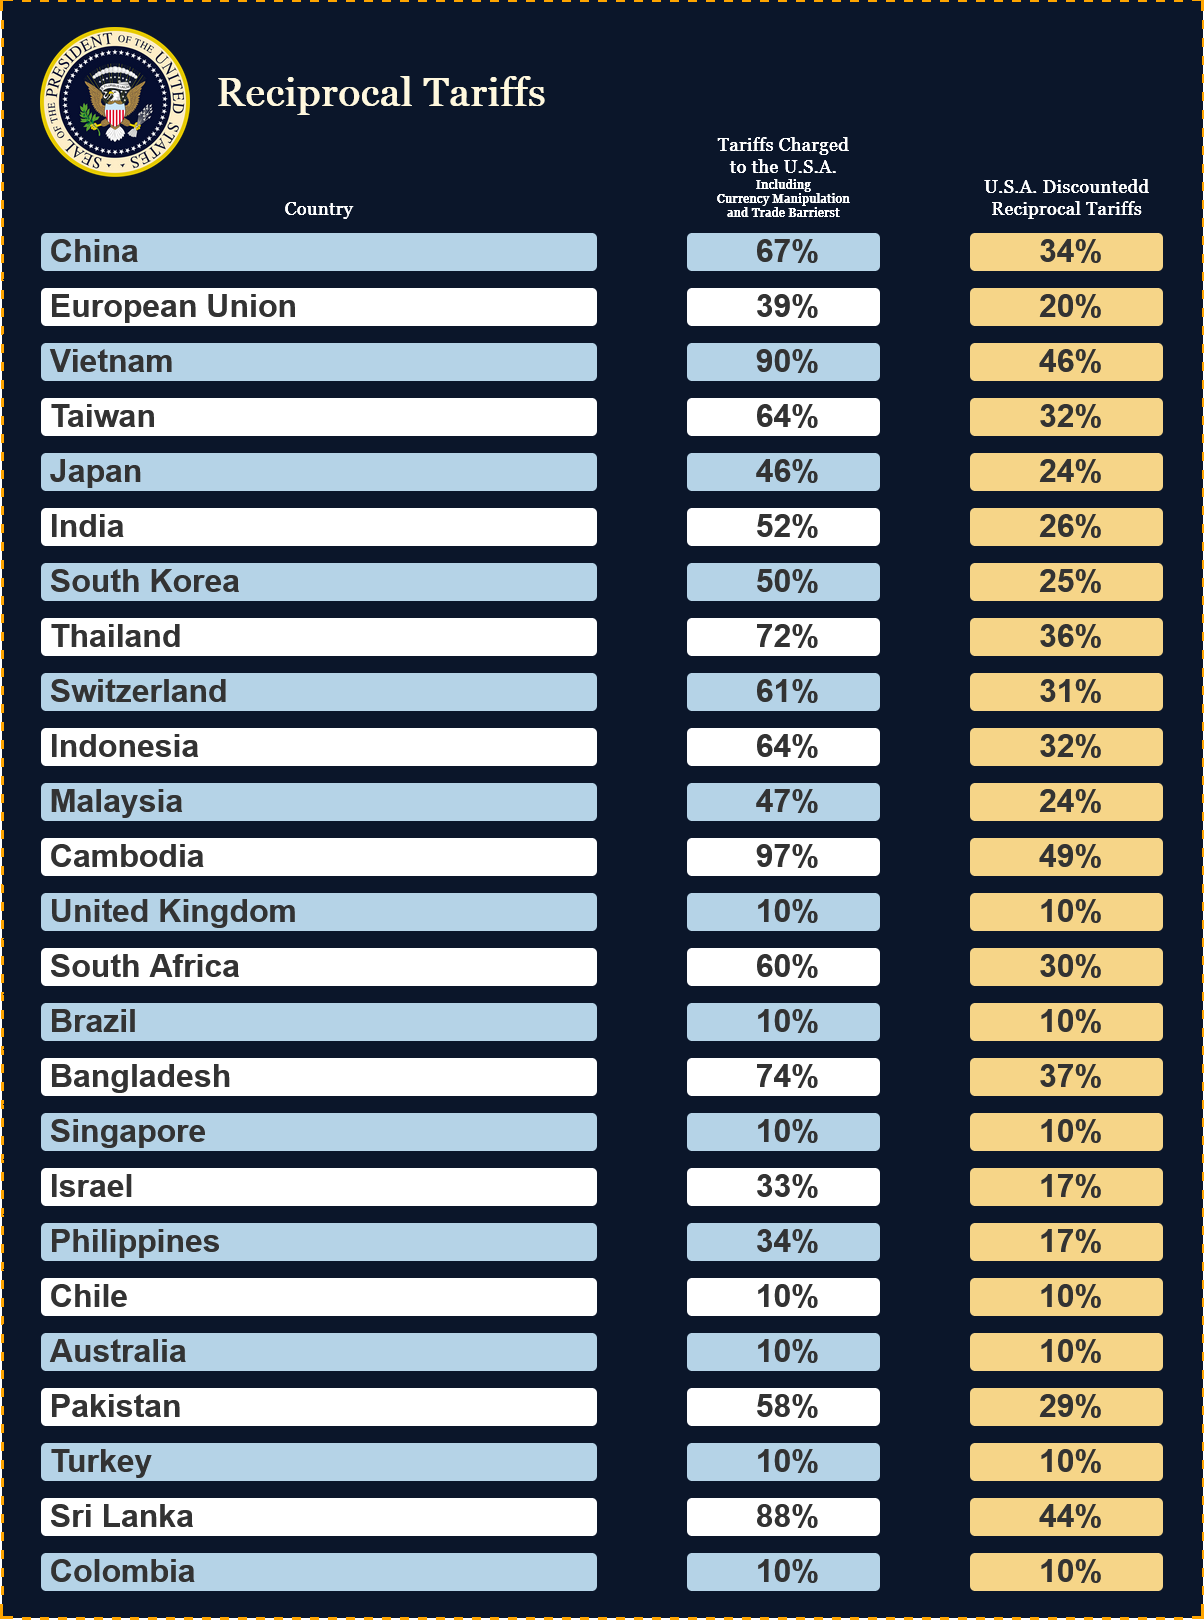 SEAL OF THE PRESIDENT OF THE UNITED STATES
Reciprocal Tariffs
Tariffs Charged
to the U.S.A.
Including
Currency Manipulation
and Trade Barrierst
U.S.A. Discountedd
Reciprocal Tariffs
Country
China 67% 34%
European Union 39% 20%
Vietnam 90% 46%
Taiwan 64% 32%
Japan 46% 24%
India 52% 26%
South Korea 50% 25%
Thailand 72% 36%
Switzerland 61% 31%
Indonesia 64% 32%
Malaysia 47% 24%
Cambodia 97% 49%
United Kingdom 10% 10%
South Africa 60% 30%
Brazil 10% 10%
Bangladesh 74% 37%
Singapore 10% 10%
Israel 33% 17%
Philippines 34% 17%
Chile 10% 10%
Australia 10% 10%
Pakistan 58% 29%
Turkey 10% 10%
Sri Lanka 88% 44%
Colombia 10% 10%